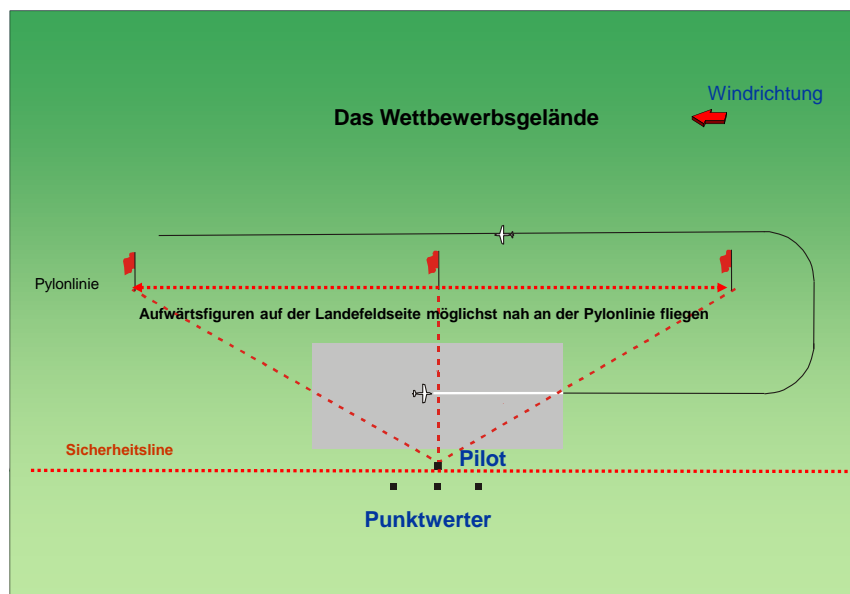 Windrichtung
Das Wettbewerbsgelände
Pylonlinie
Aufwärtsfiguren auf der Landefeldseite möglichst nah an der Pylonlinie fliegen
Sicherheitsline
Pilot
Punktwerter